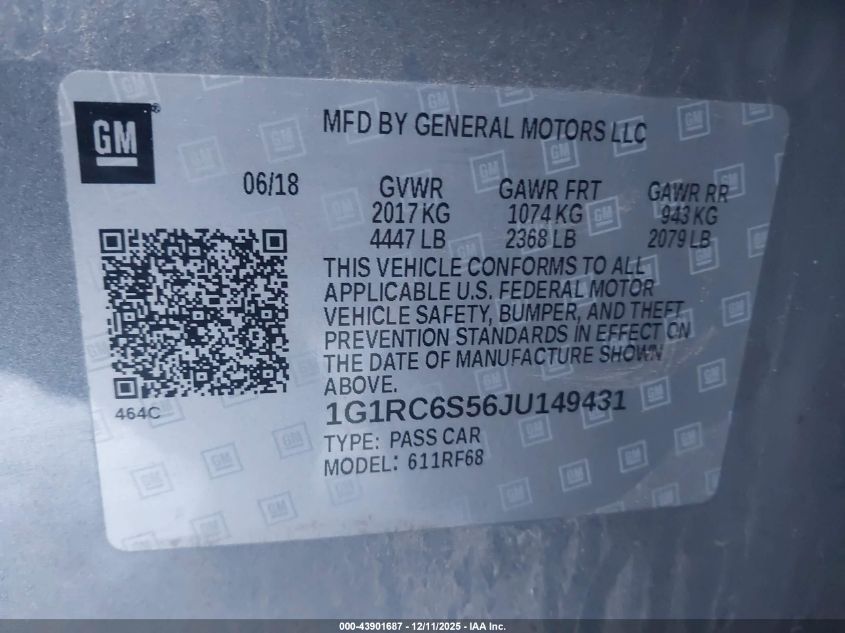 GM
MFD BY GENERAL MOTORS LLC
06/18
GVWR GAWR FRT GAWR RR
2017 KG 1074 KG 943 KG
4447 LB 2368 LB 2079 LB
THIS VEHICLE CONFORMS TO ALL
APPLICABLE U.S. FEDERAL MOTOR
VEHICLE SAFETY, BUMPER, AND THEFT
PREVENTION STANDARDS IN EFFECT ON
THE DATE OF MANUFACTURE SHOWN
ABOVE.
464C
1G1RC6S56JU149431
TYPE: PASS CAR
MODEL: 611RF68
000-43901687 - 12/11/2025 - IAA Inc.